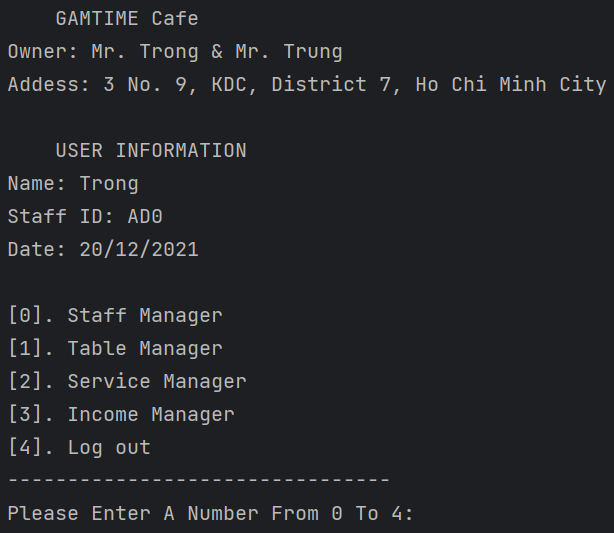 GAMTIME Cafe
Owner: Mr. Trong & Mr. Trung
Addess: 3 No. 9, KDC, District 7, Ho Chi Minh City
USER INFORMATION
Name: Trong
Staff ID: AD0
Date: 20/12/2021
[0]. Staff Manager
[1]. Table Manager
[2]. Service Manager
[3]. Income Manager
[4]. Log out
--------------------------------
Please Enter A Number From 0 To 4: